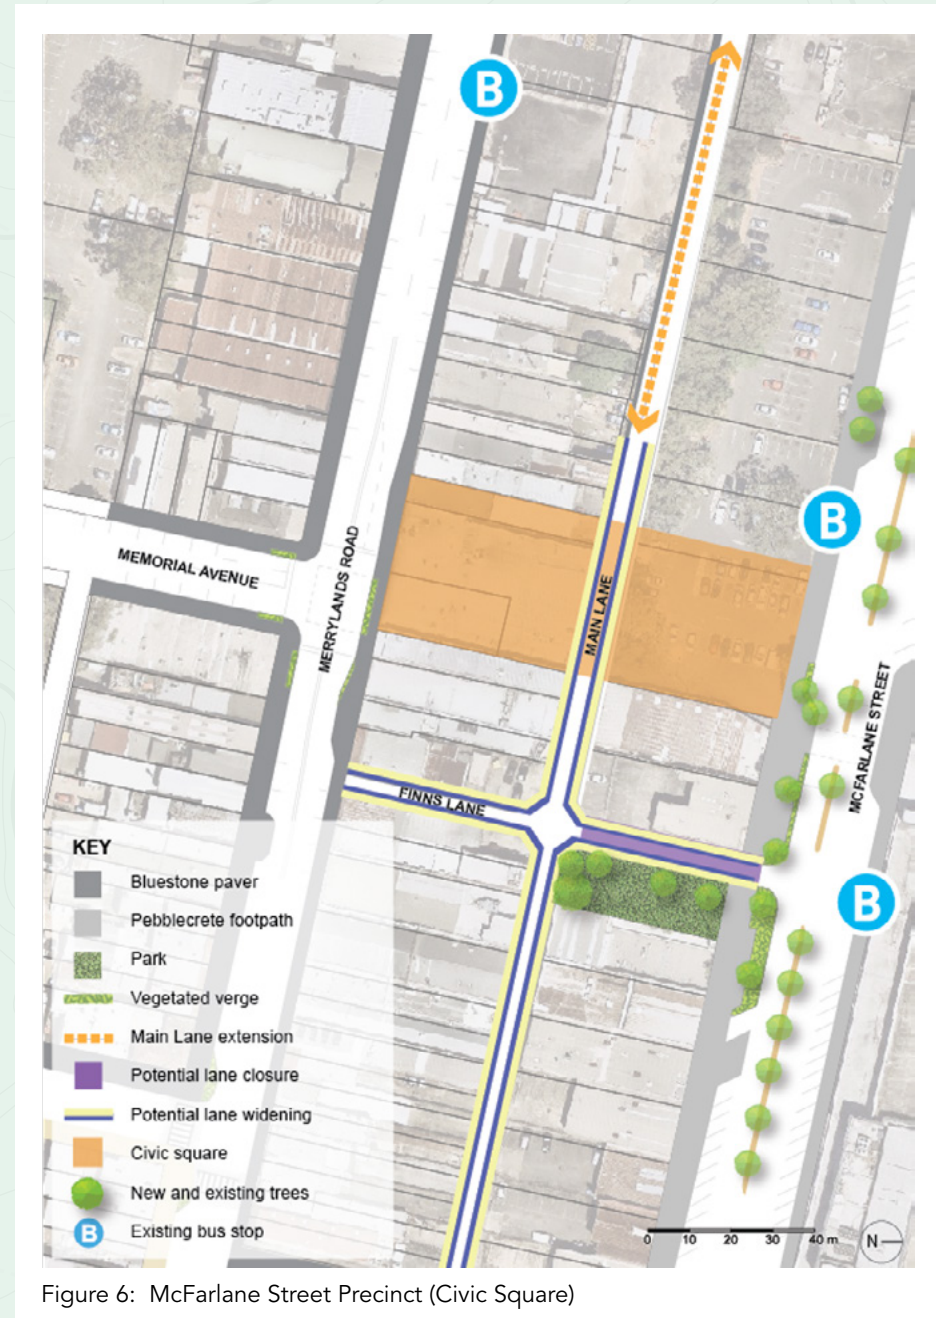 B
B
MEMORIAL AVENUE
MERRYLANDS ROAD
MAIN LANE
MCFARLANE STREET
FINNS LANE
B
KEY
Bluestone paver
Pebblecrete footpath
Park
Vegetated verge
Main Lane extension
Potential lane closure
Potential lane widening
Civic square
New and existing trees
B Existing bus stop
0 10 20 30 40 m
N
Figure 6: McFarlane Street Precinct (Civic Square)